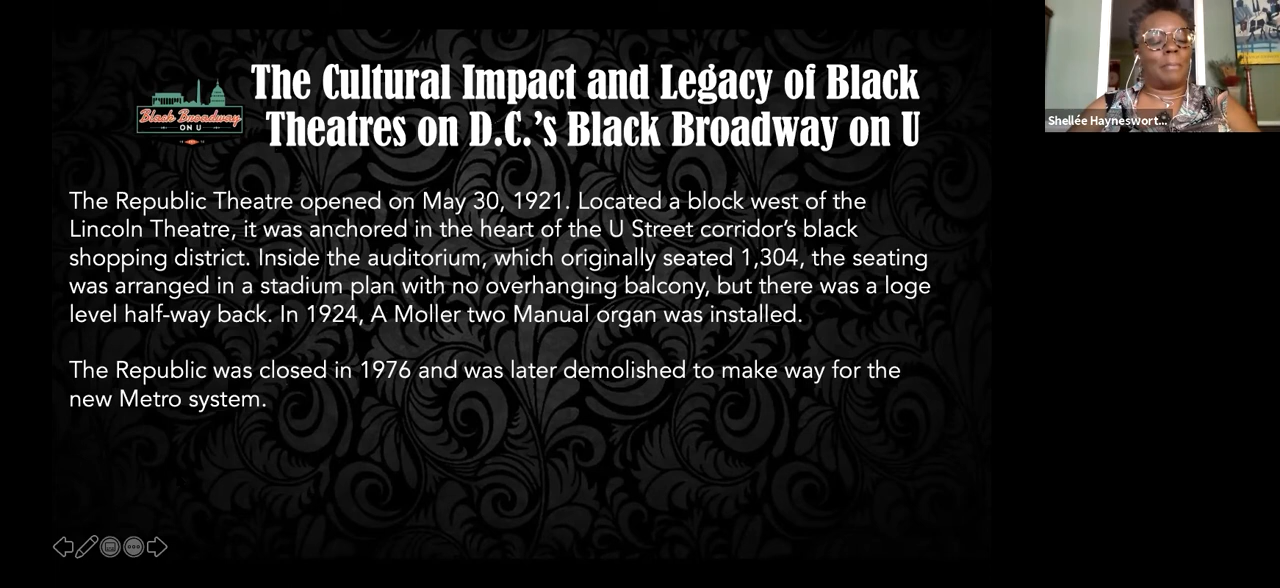 The Cultural Impact and Legacy of Black
Theatres on D.C.'s Black Broadway on U
Black Broadway
ON U
The Republic Theatre opened on May 30, 1921. Located a block west of the
Lincoln Theatre, it was anchored in the heart of the U Street corridor's black
shopping district. Inside the auditorium, which originally seated 1,304, the seating
was arranged in a stadium plan with no overhanging balcony, but there was a loge
level half-way back. In 1924, A Moller two Manual organ was installed.
The Republic was closed in 1976 and was later demolished to make way for the
new Metro system.
Shellée Hayneswort...